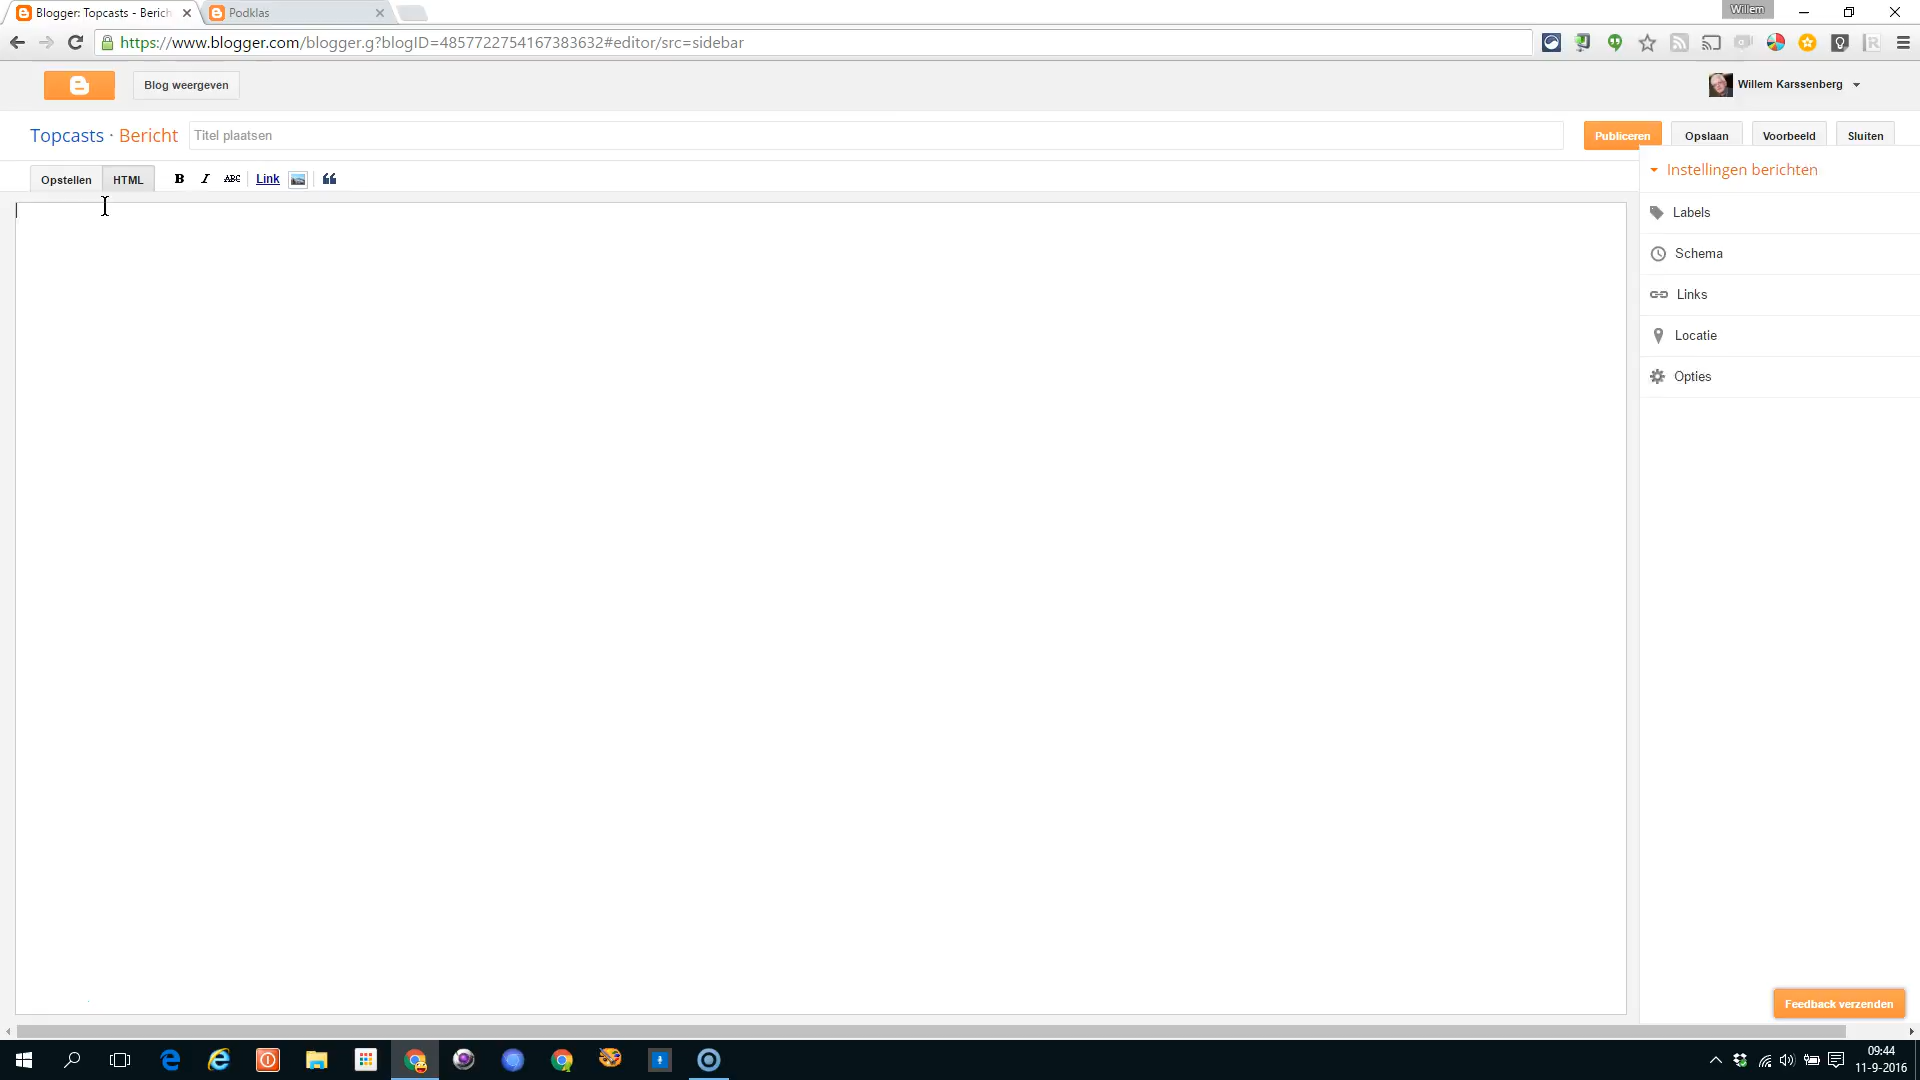 Blogger: Topcasts - Berich
Podklas
Willem
https://www.blogger.com/blogger.g?blogID=4857722754167383632#editor/src=sidebar
Blog weergeven
Willem Karssenberg
Topcasts · Bericht
Titel plaatsen
Publiceren
Opslaan
Voorbeeld
Sluiten
Opstellen
HTML
B
I
ABC
Link
Instellingen berichten
Labels
Schema
Links
Locatie
Opties
Feedback verzenden
09:44
11-9-2016